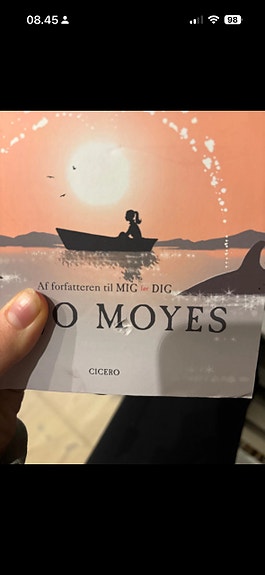 08.45
98
Af forfatteren til MIG før DIG
O MOYES
CICERO